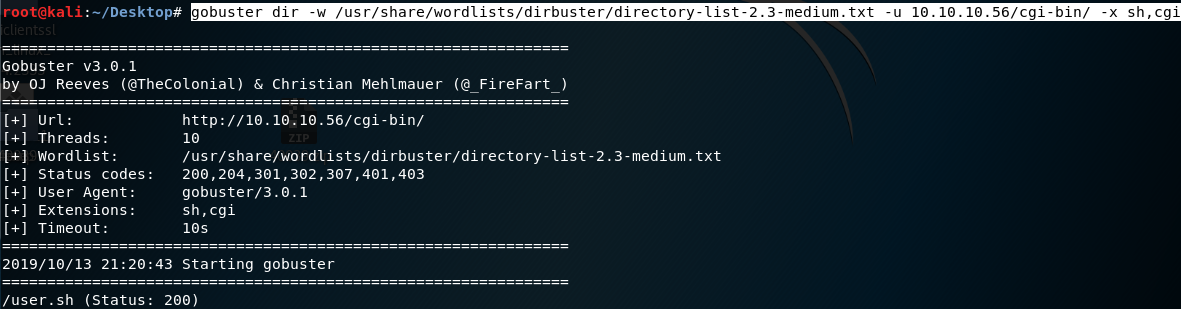 root@kali:~/Desktop# gobuster dir -w /usr/share/wordlists/dirbuster/directory-list-2.3-medium.txt -u 10.10.10.56/cgi-bin/ -x sh,cgi
===============================================================
Gobuster v3.0.1
by OJ Reeves (@TheColonial) & Christian Mehlmauer (@_FireFart_)
===============================================================
[+] Url:            http://10.10.10.56/cgi-bin/
[+] Threads:        10
[+] Wordlist:       /usr/share/wordlists/dirbuster/directory-list-2.3-medium.txt
[+] Status codes:   200,204,301,302,307,401,403
[+] User Agent:     gobuster/3.0.1
[+] Extensions:     sh,cgi
[+] Timeout:        10s
===============================================================
2019/10/13 21:20:43 Starting gobuster
===============================================================
/user.sh (Status: 200)